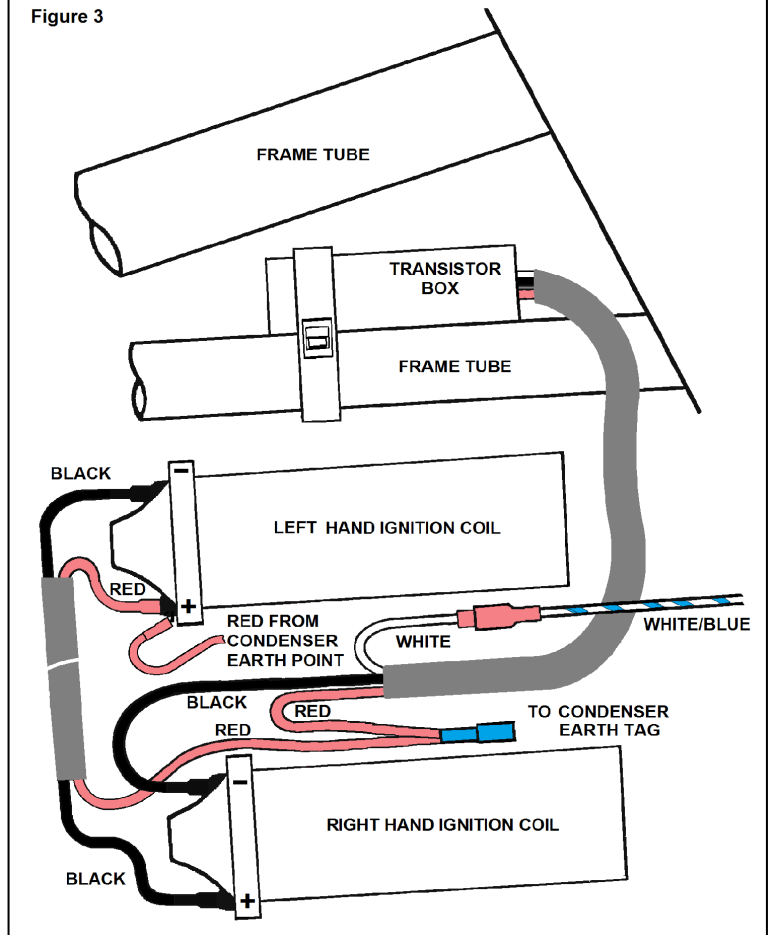 Figure 3
FRAME TUBE
TRANSISTOR
BOX
FRAME TUBE
BLACK
−
LEFT HAND IGNITION COIL
RED
+
RED FROM
CONDENSER
EARTH POINT
WHITE
WHITE/BLUE
BLACK
RED
TO CONDENSER
EARTH TAG
RED
−
RIGHT HAND IGNITION COIL
BLACK
+